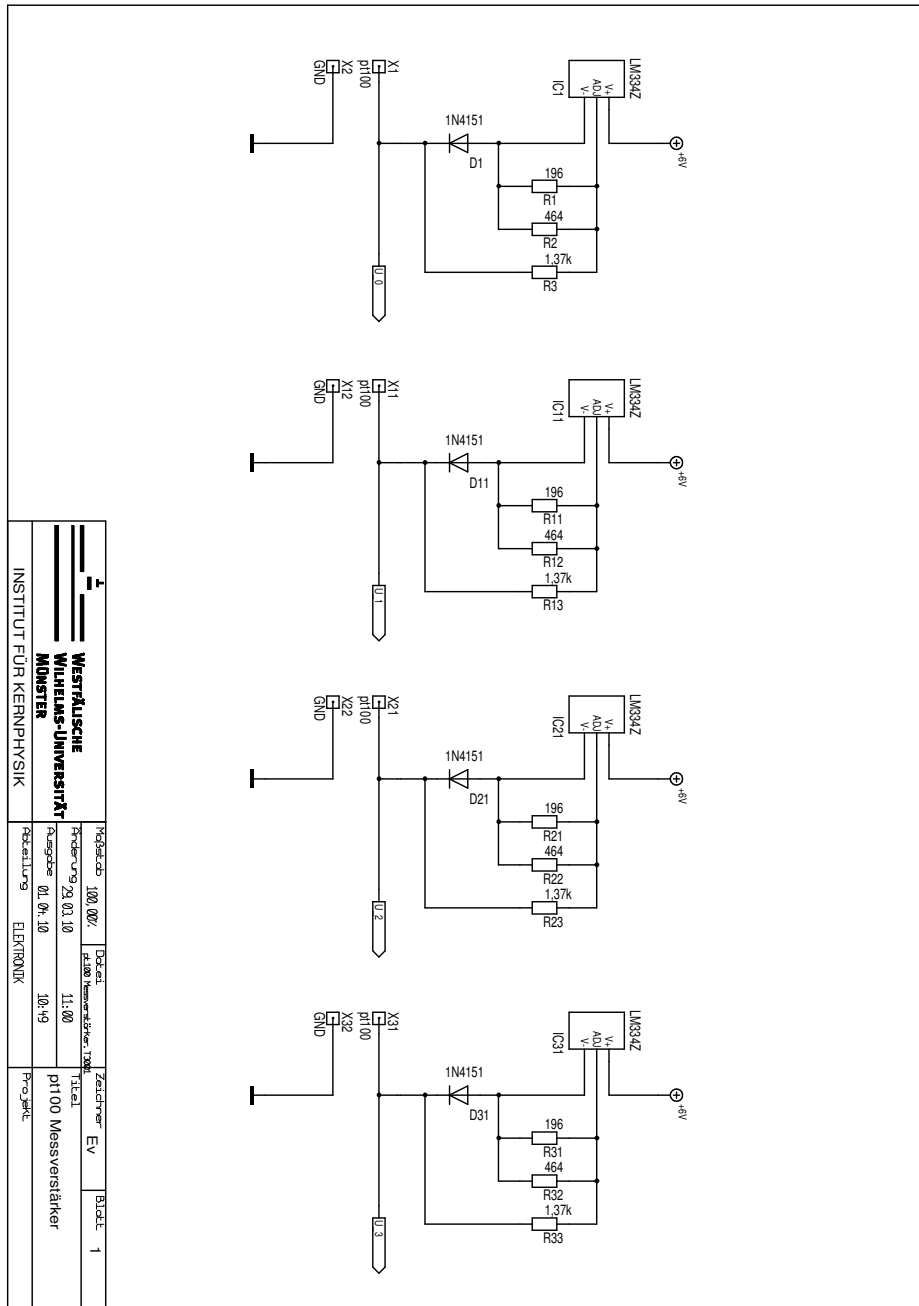 LM334Z
V+
ADJ
V-
IC1
+6V
X1
pt100
X2
GND
1N4151
D1
196
R1
464
R2
1,37k
R3
U 0
LM334Z
V+
ADJ
V-
IC11
+6V
X11
pt100
X12
GND
1N4151
D11
196
R11
464
R12
1,37k
R13
U 1
LM334Z
V+
ADJ
V-
IC21
+6V
X21
pt100
X22
GND
1N4151
D21
196
R21
464
R22
1,37k
R23
U 2
LM334Z
V+
ADJ
V-
IC31
+6V
X31
pt100
X32
GND
1N4151
D31
196
R31
464
R32
1,37k
R33
U 3
WESTFÄLISCHE
WILHELMS-UNIVERSITÄT
MÜNSTER
INSTITUT FÜR KERNPHYSIK
Maßstab 100,00%
Datei pt100 Messverstärker.T3001
Zeichner Ev
Blatt 1
Änderung 29.03.10 11:00
Titel
pt100 Messverstärker
Ausgabe 01.04.10 10:49
Abteilung ELEKTRONIK
Projekt